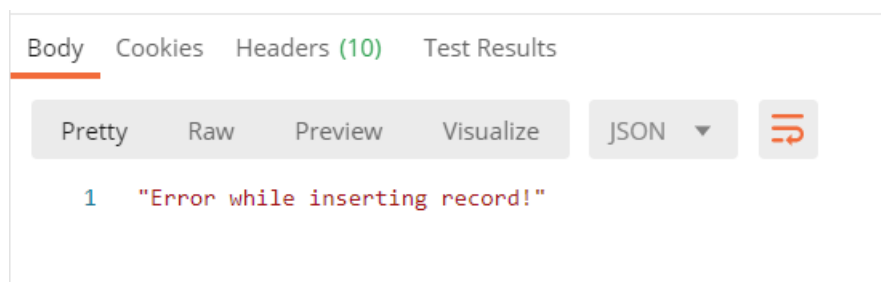 Body Cookies Headers (10) Test Results
Pretty Raw Preview Visualize JSON
1 "Error while inserting record!"